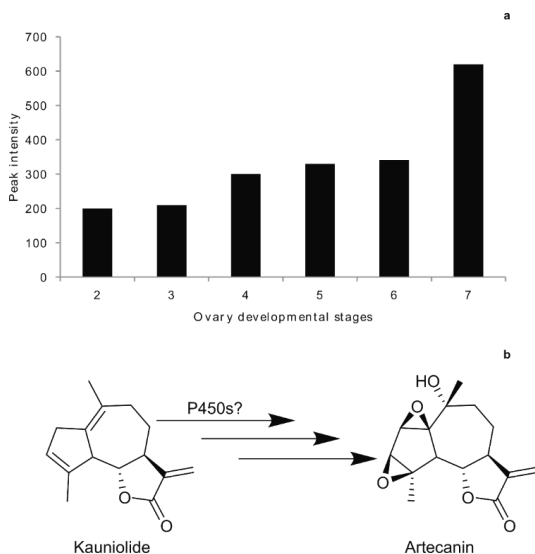 a
700
600
500
400
300
200
100
0
Peak intensity
2 3 4 5 6 7
Ovary developmental stages
b
P450s?
HO
O
O
O
O
O
O
Kauniolide
Artecanin